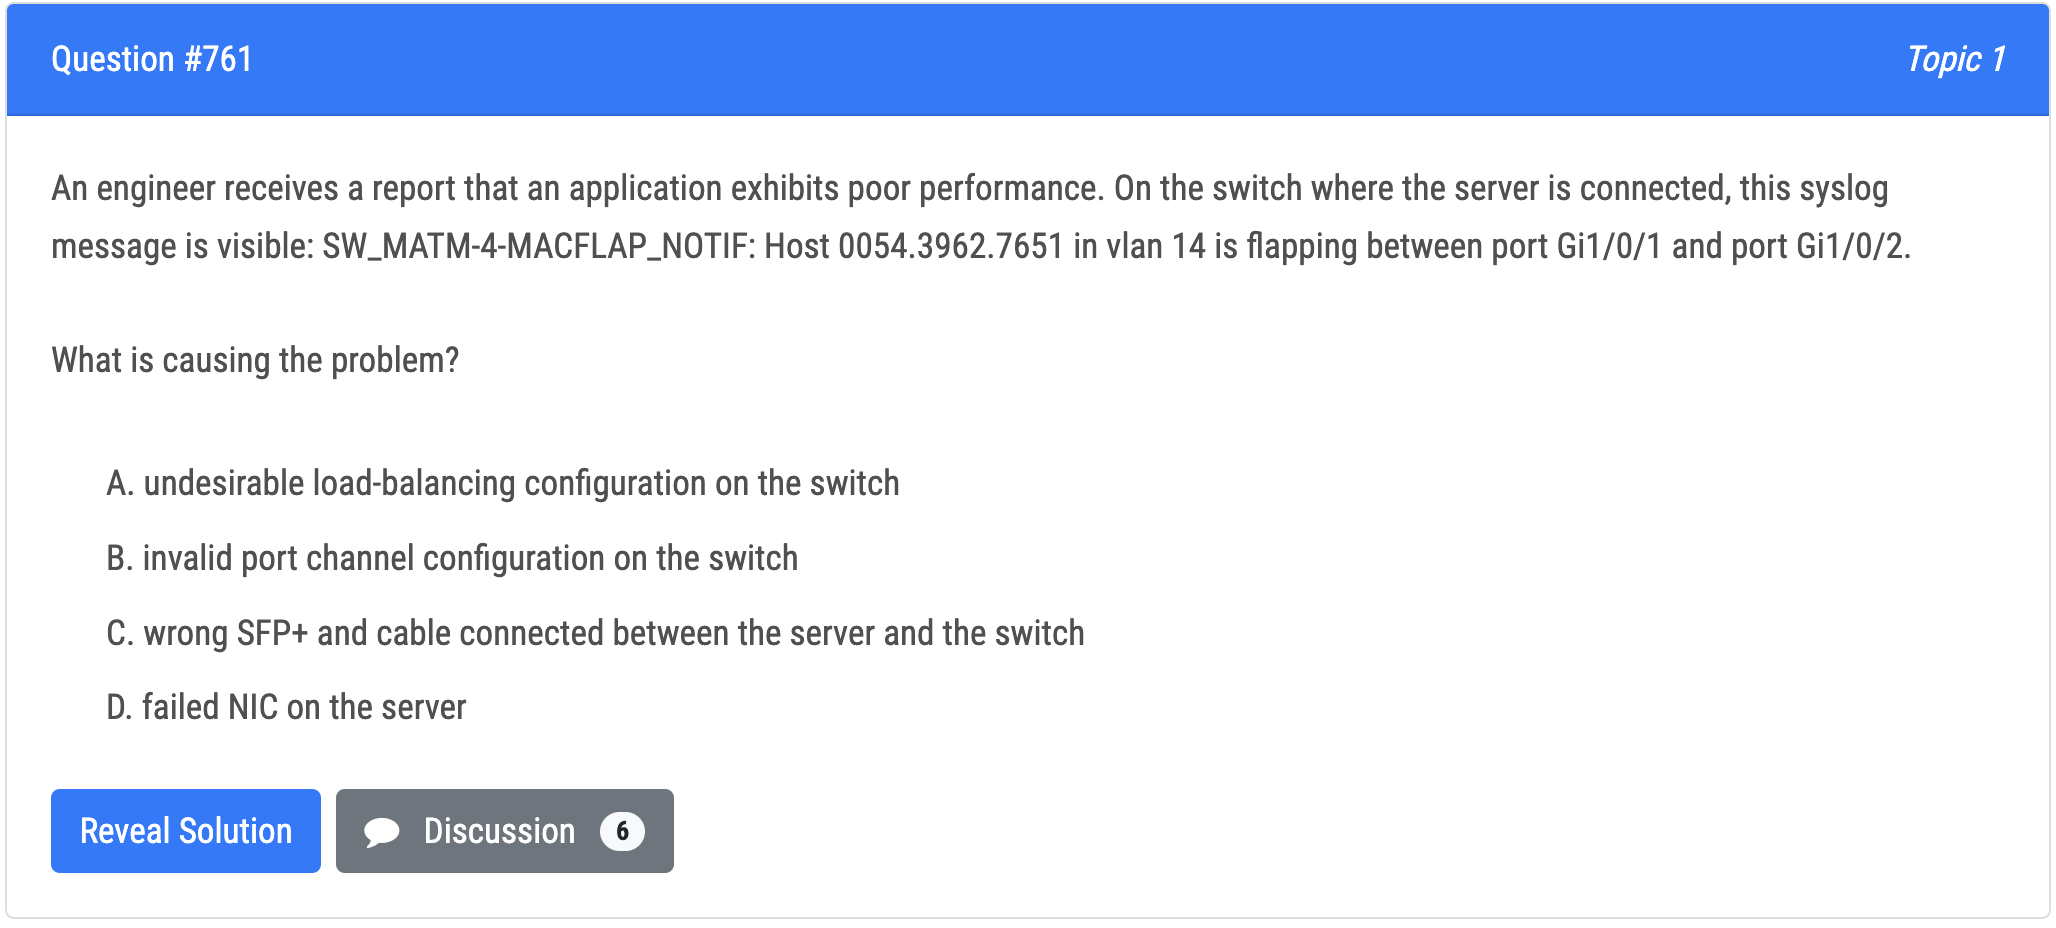 Question #761
Topic 1
An engineer receives a report that an application exhibits poor performance. On the switch where the server is connected, this syslog
message is visible: SW_MATM-4-MACFLAP_NOTIF: Host 0054.3962.7651 in vlan 14 is flapping between port Gi1/0/1 and port Gi1/0/2.
What is causing the problem?
A. undesirable load-balancing configuration on the switch
B. invalid port channel configuration on the switch
C. wrong SFP+ and cable connected between the server and the switch
D. failed NIC on the server
Reveal Solution
Discussion 6